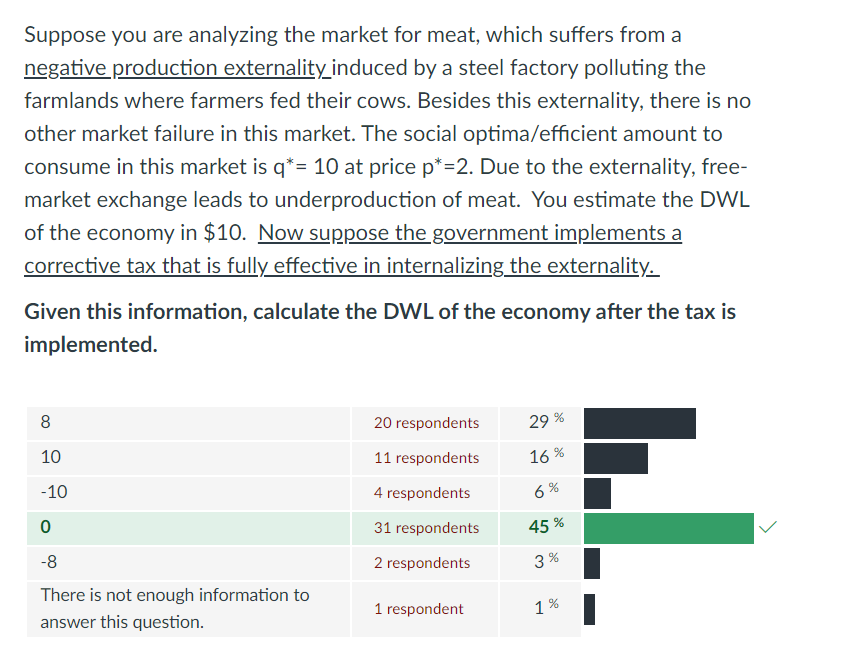 Suppose you are analyzing the market for meat, which suffers from a
negative production externality induced by a steel factory polluting the
farmlands where farmers fed their cows. Besides this externality, there is no
other market failure in this market. The social optima/efficient amount to
consume in this market is q*= 10 at price p*=2. Due to the externality, free-
market exchange leads to underproduction of meat. You estimate the DWL
of the economy in $10. Now suppose the government implements a
corrective tax that is fully effective in internalizing the externality.
Given this information, calculate the DWL of the economy after the tax is
implemented.
8 20 respondents 29 %
10 11 respondents 16 %
-10 4 respondents 6 %
0 31 respondents 45 %
-8 2 respondents 3 %
There is not enough information to
answer this question. 1 respondent 1 %